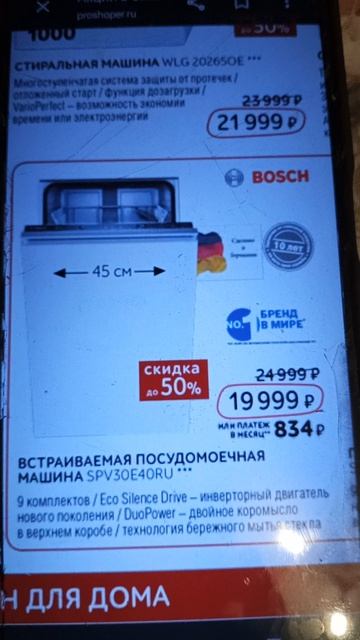 proshoper.ru
1000
до 50%
СТИРАЛЬНАЯ МАШИНА WLG 20265OE ***
Многоступенчатая система защиты от протечек /
отложенный старт / функция дозагрузки /
VarioPerfect – возможность экономии
времени или электроэнергии
23 999 ₽
21 999 ₽
BOSCH
45 см
Сделано
в
Германии
10 лет
NO.1
БРЕНД
В МИРЕ*
СКИДКА
до 50%
24 999 ₽
19 999 ₽
ИЛИ ПЛАТЕЖ
В МЕСЯЦ** 834 ₽
ВСТРАИВАЕМАЯ ПОСУДОМОЕЧНАЯ
МАШИНА SPV30E40RU ***
9 комплектов / Eco Silence Drive – инверторный двигатель
нового поколения / DuoPower – двойное коромысло
в верхнем коробе / технология бережного мытья стекла
Н ДЛЯ ДОМА